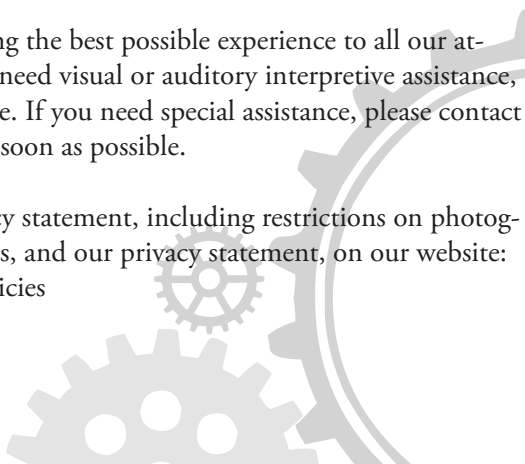 ng the best possible experience to all our at-
need visual or auditory interpretive assistance,
e. If you need special assistance, please contact
soon as possible.
cy statement, including restrictions on photog-
s, and our privacy statement, on our website:
icies